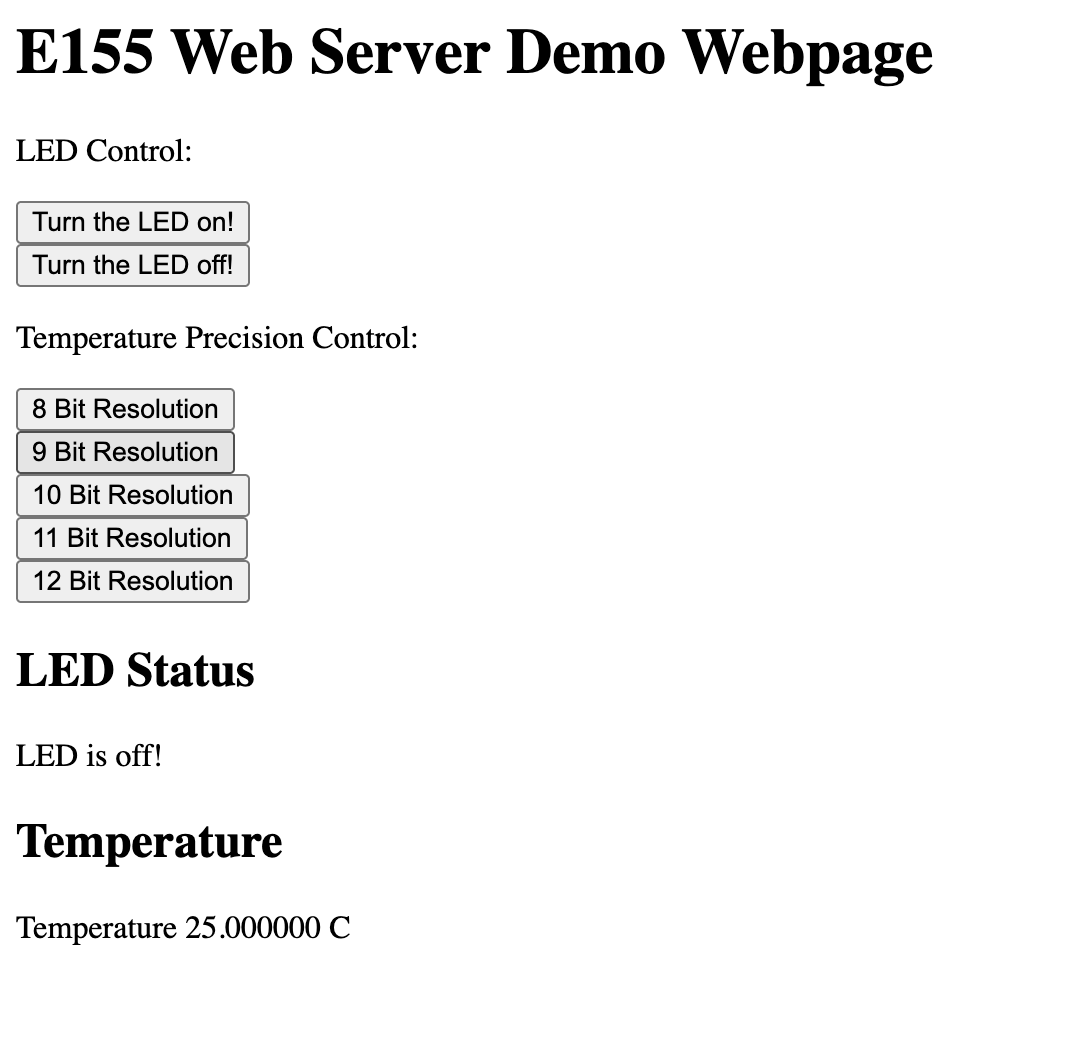 E155 Web Server Demo Webpage
LED Control:
Turn the LED on!
Turn the LED off!
Temperature Precision Control:
8 Bit Resolution
9 Bit Resolution
10 Bit Resolution
11 Bit Resolution
12 Bit Resolution
LED Status
LED is off!
Temperature
Temperature 25.000000 C